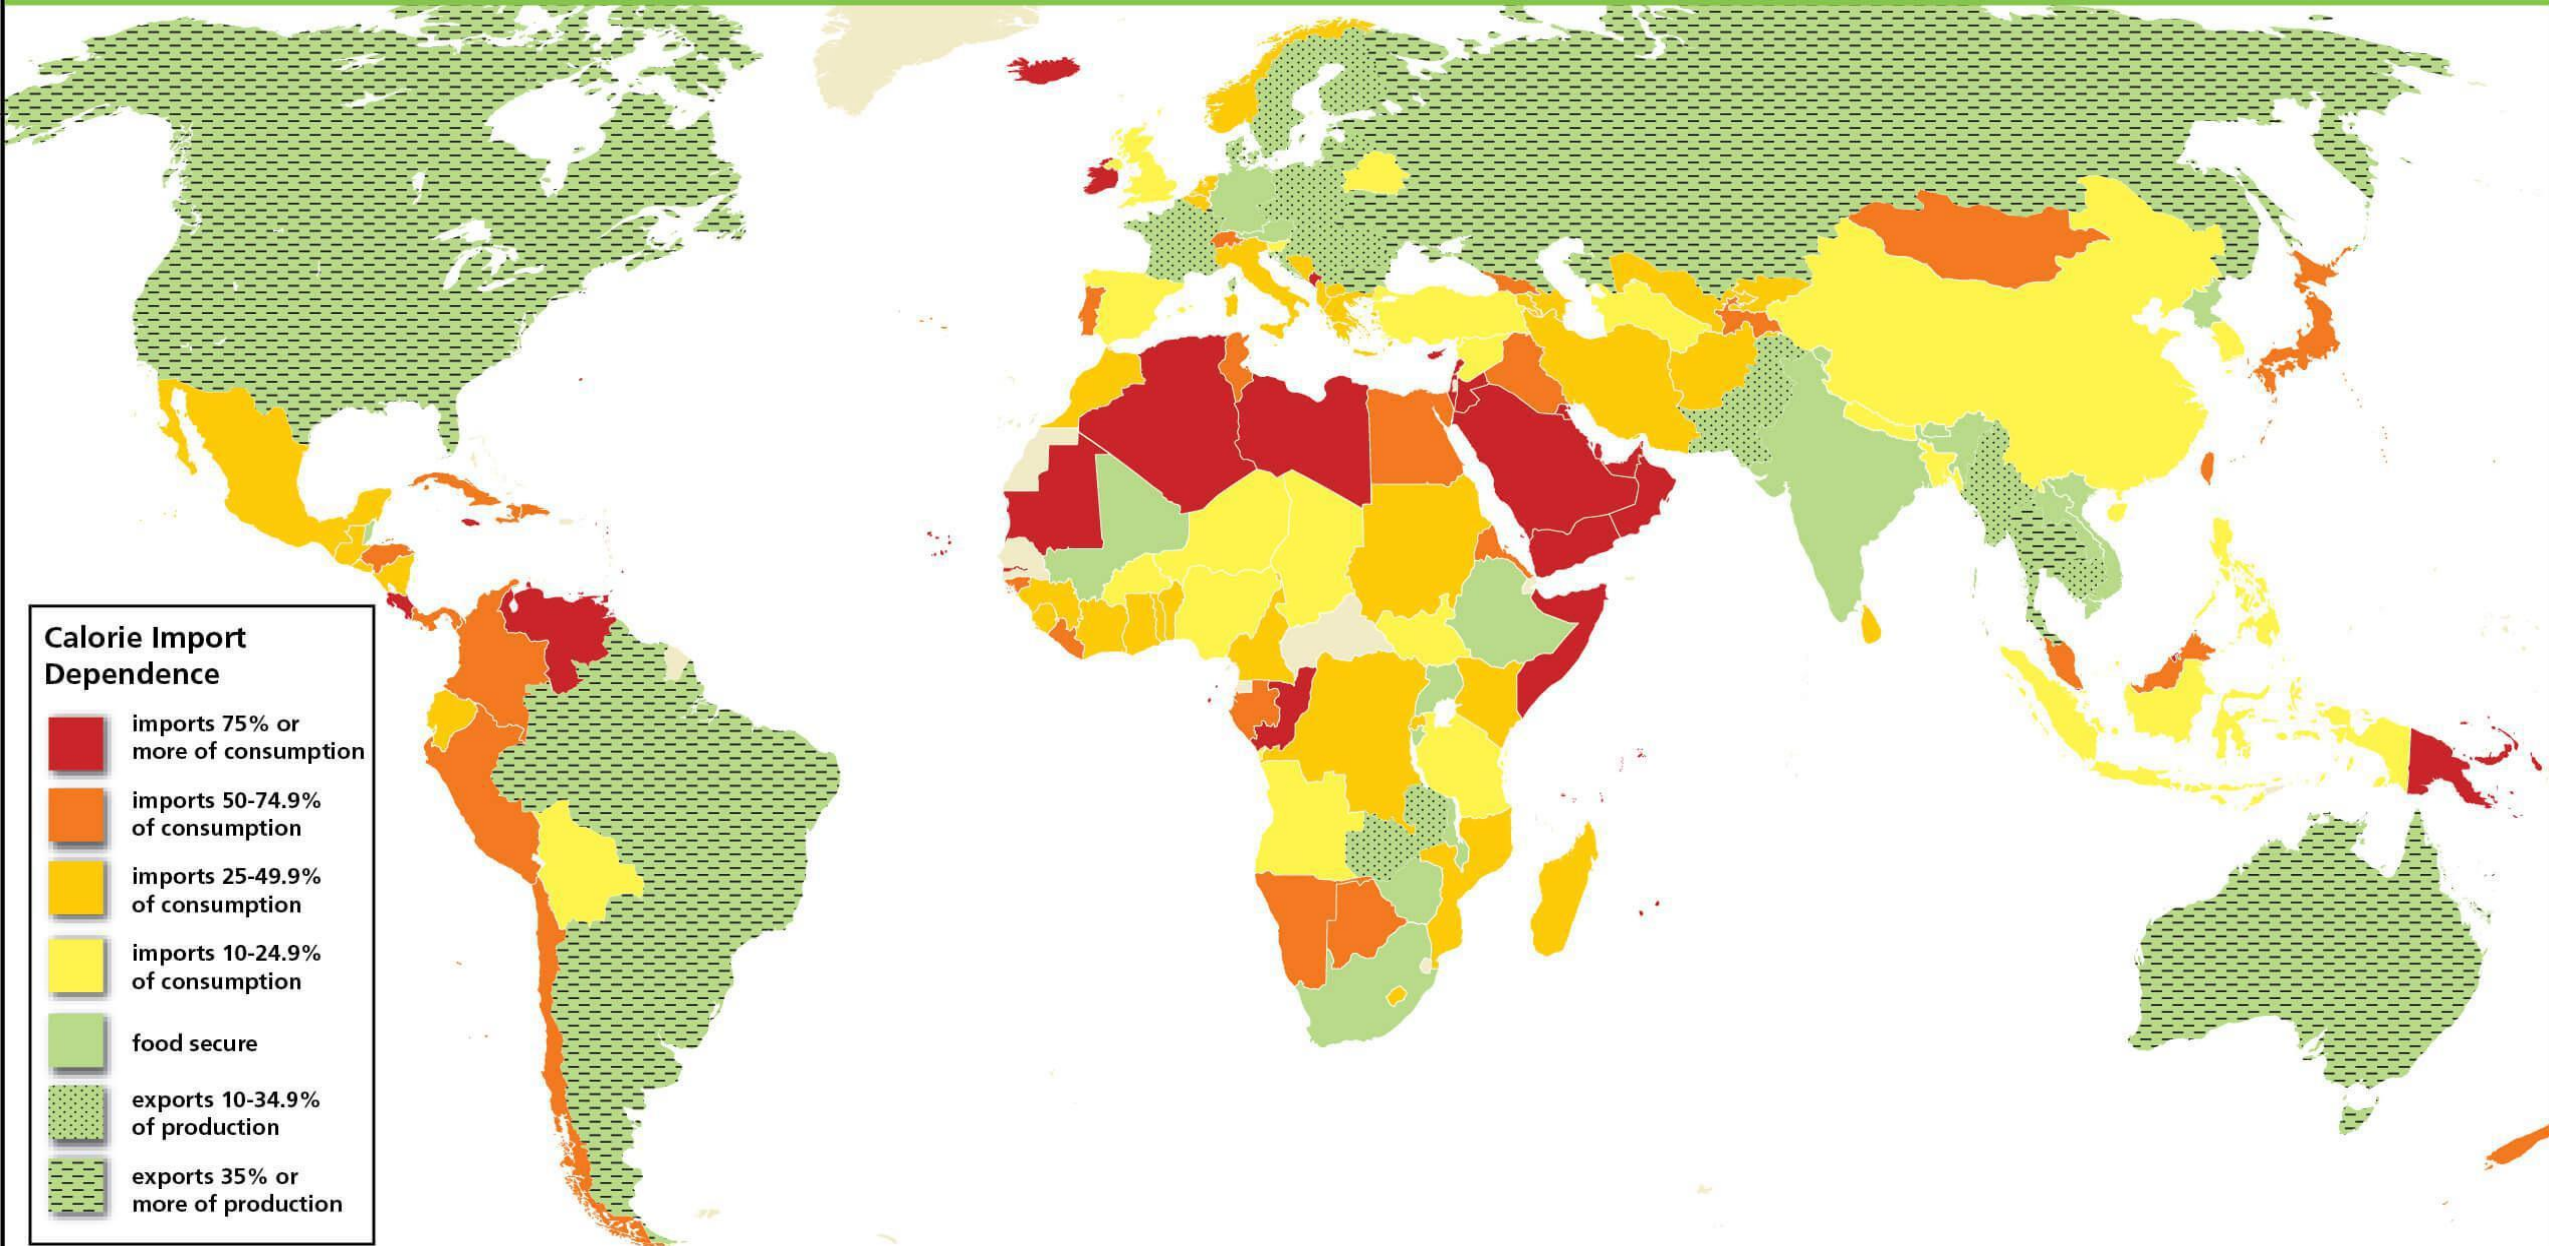 Calorie Import
Dependence
imports 75% or
more of consumption
imports 50-74.9%
of consumption
imports 25-49.9%
of consumption
imports 10-24.9%
of consumption
food secure
exports 10-34.9%
of production
exports 35% or
more of production